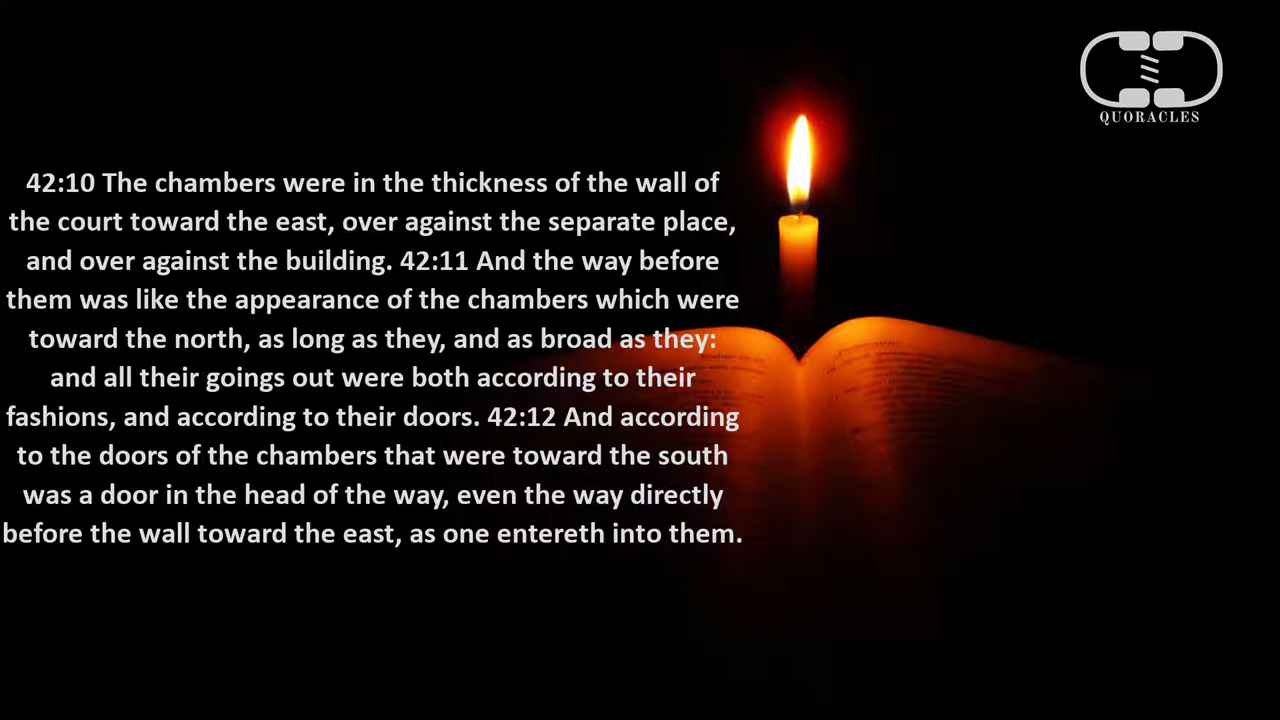 QUORACLES
42:10 The chambers were in the thickness of the wall of
the court toward the east, over against the separate place,
and over against the building. 42:11 And the way before
them was like the appearance of the chambers which were
toward the north, as long as they, and as broad as they:
and all their goings out were both according to their
fashions, and according to their doors. 42:12 And according
to the doors of the chambers that were toward the south
was a door in the head of the way, even the way directly
before the wall toward the east, as one entereth into them.